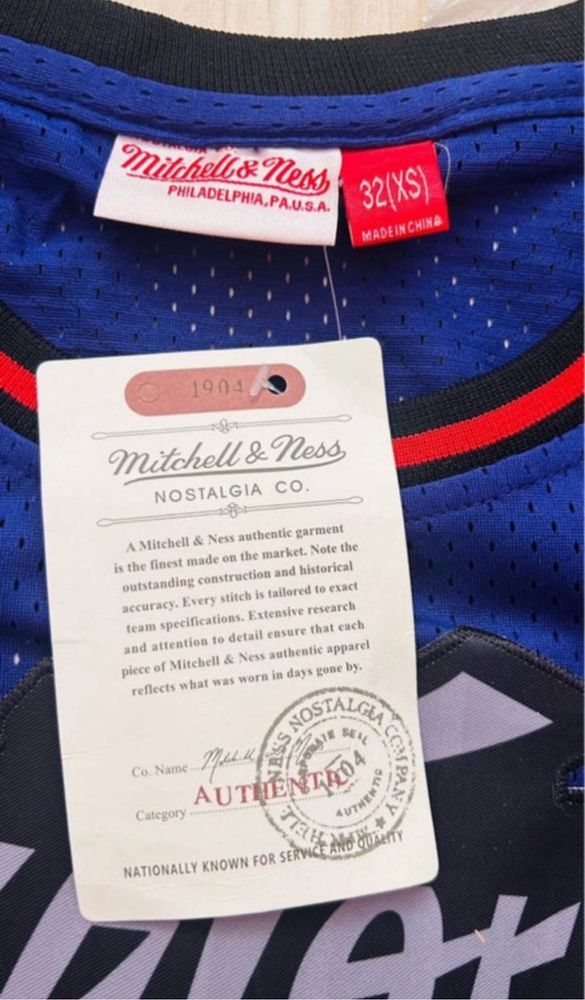 Mitchell & Ness
PHILADELPHIA, PA.U.S.A.
32(XS)
MADE IN CHINA
1904
Mitchell & Ness
NOSTALGIA CO.
A Mitchell & Ness authentic garment
is the finest made on the market. Note the
outstanding construction and historical
accuracy. Every stitch is tailored to exact
team specifications. Extensive research
and attention to detail ensure that each
piece of Mitchell & Ness authentic apparel
reflects what was worn in days gone by.
NESS NOSTALGIA COMPANY
SEIL
1904
AUTHENTIC
Co. Name
Category AUTHENTIC
NATIONALLY KNOWN FOR SERVICE AND QUALITY